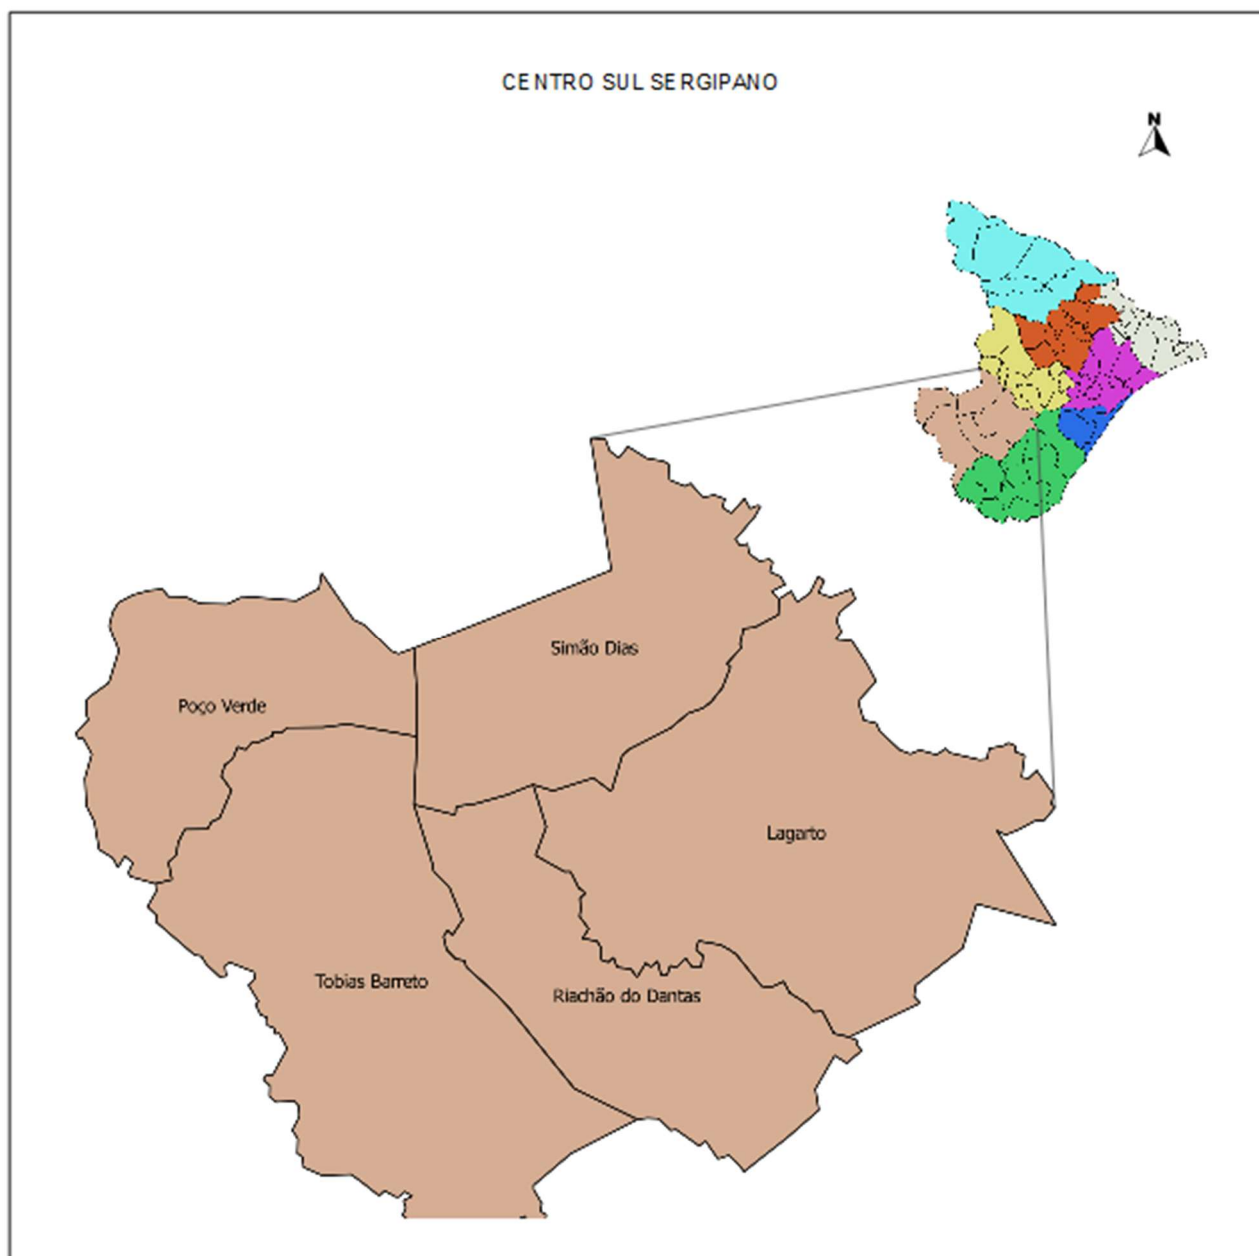 CENTRO SUL SERGIPANO
N
Simão Dias
Poço Verde
Lagarto
Tobias Barreto
Riachão do Dantas